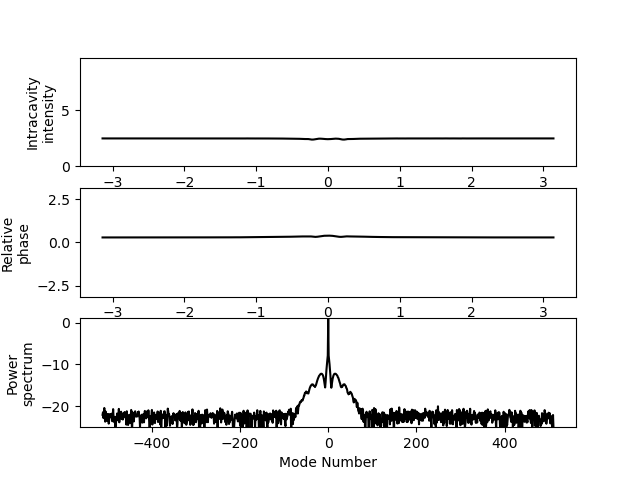 Intracavity
intensity
5
0
−3 −2 −1 0 1 2 3
Relative
phase
2.5
0.0
−2.5
−3 −2 −1 0 1 2 3
Power
spectrum
0
−10
−20
−400 −200 0 200 400
Mode Number